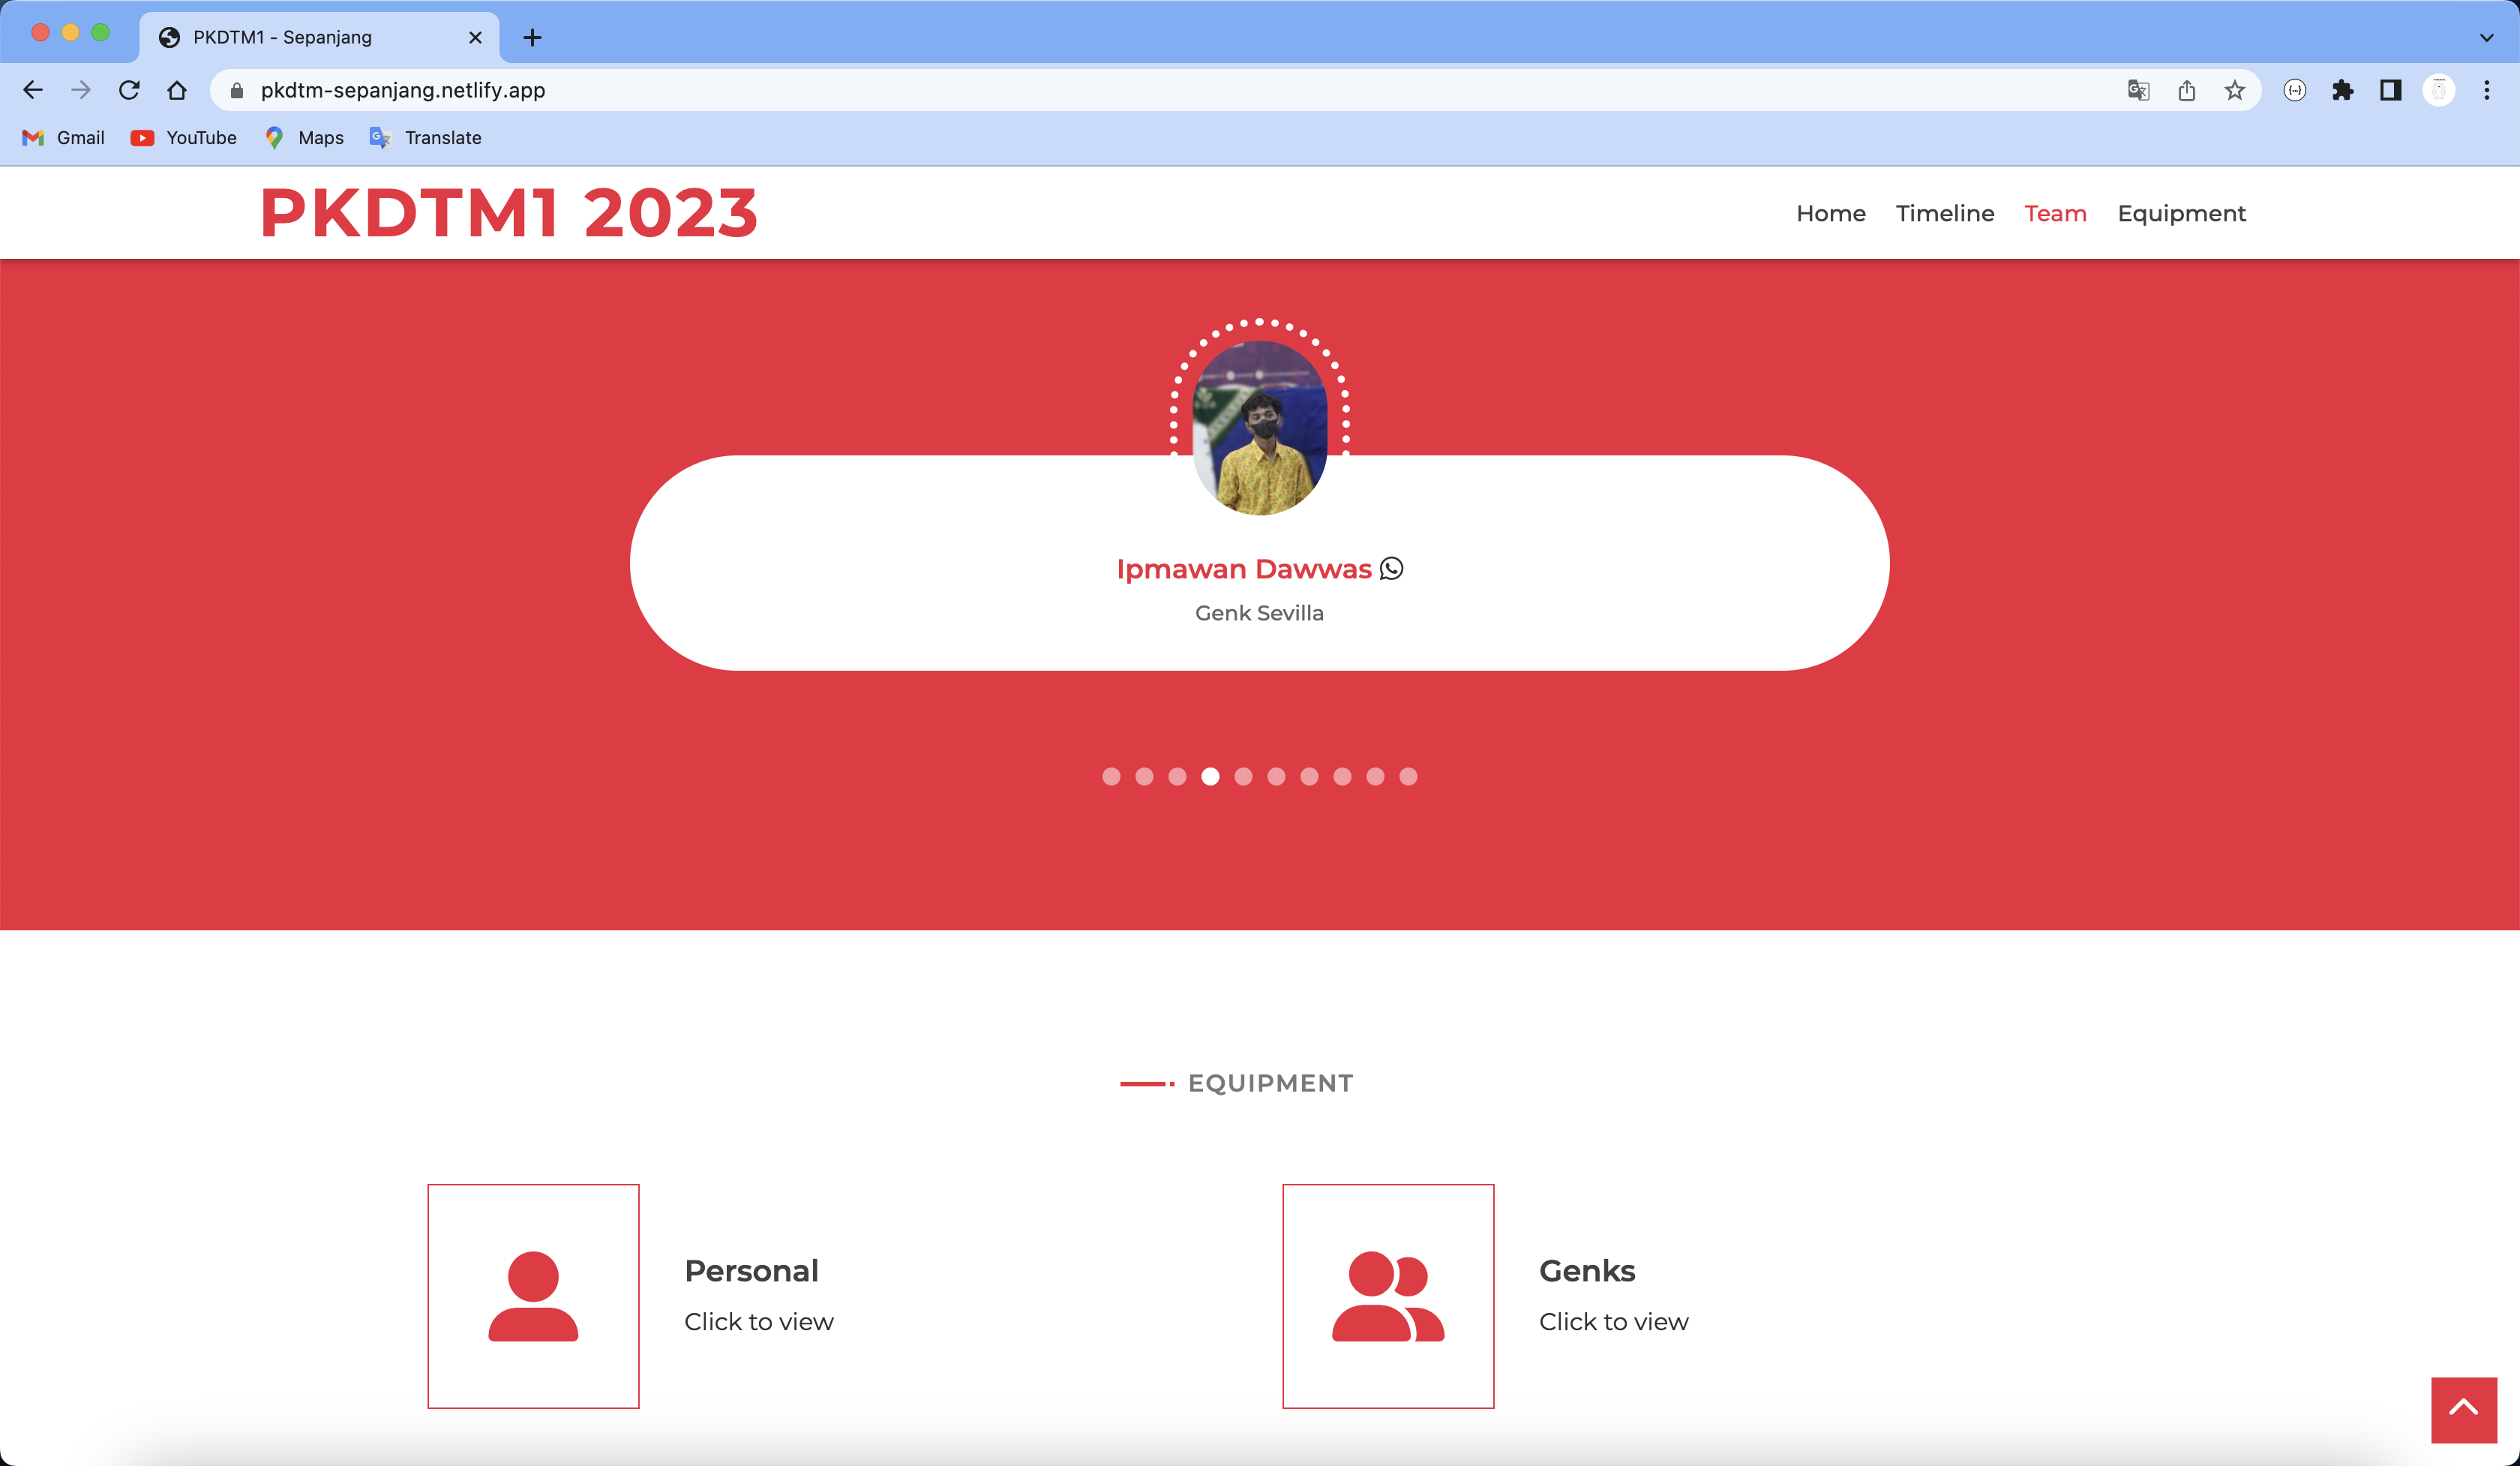 PKDTM1 - Sepanjang
pkdtm-sepanjang.netlify.app
Gmail YouTube Maps Translate
PKDTM1 2023
Home Timeline Team Equipment
Ipmawan Dawwas
Genk Sevilla
EQUIPMENT
Personal
Click to view
Genks
Click to view